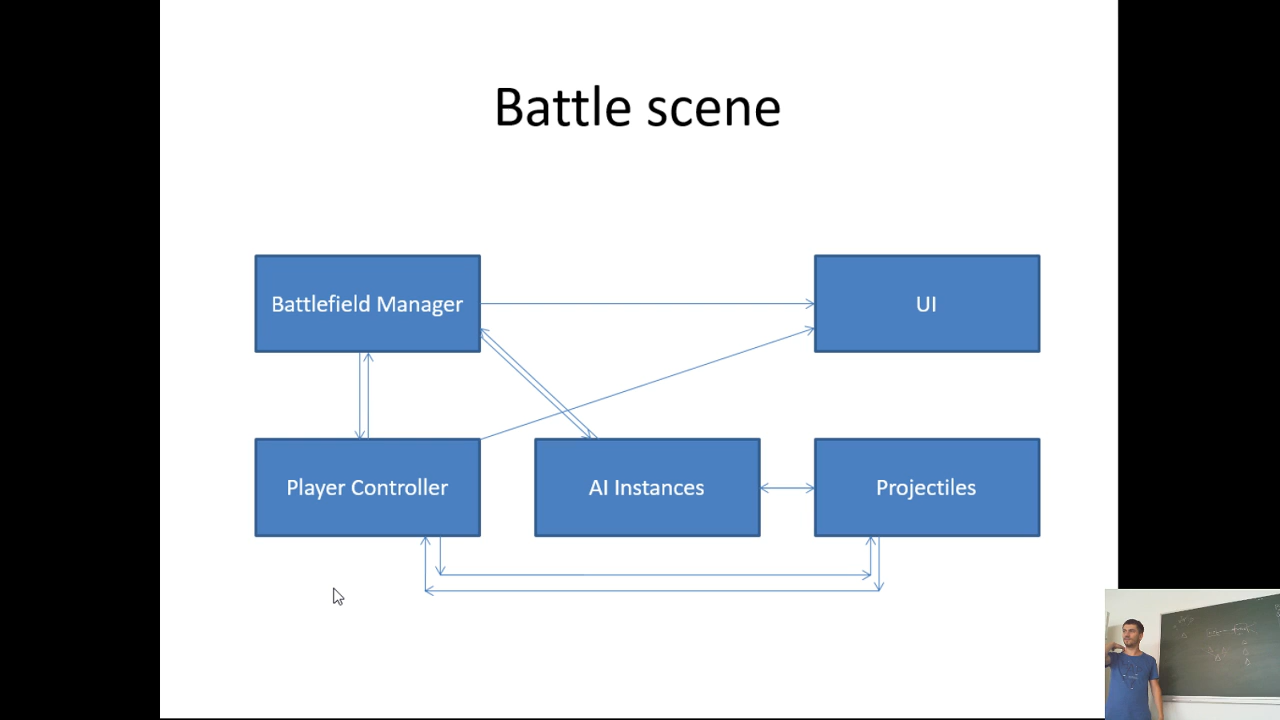 Battle scene
Battlefield Manager
UI
Player Controller
AI Instances
Projectiles